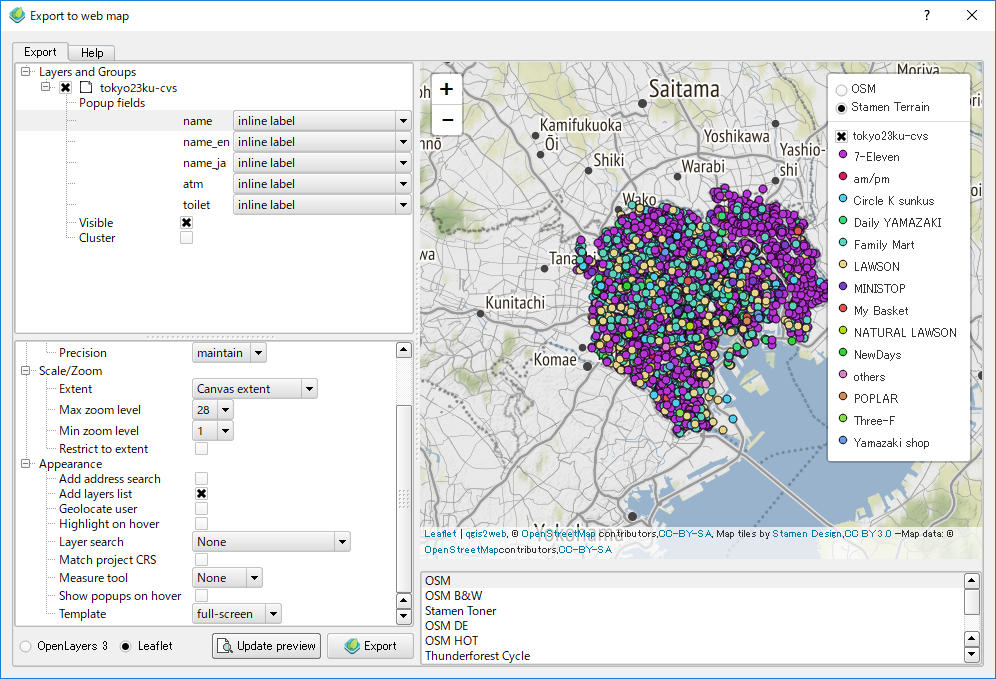 Export to web map
?
Export
Help
Layers and Groups
tokyo23ku-cvs
Popup fields
name inline label
name_en inline label
name_ja inline label
atm inline label
toilet inline label
Visible
Cluster
Precision maintain
Scale/Zoom
Extent Canvas extent
Max zoom level 28
Min zoom level 1
Restrict to extent
Appearance
Add address search
Add layers list
Geolocate user
Highlight on hover
Layer search None
Match project CRS
Measure tool None
Show popups on hover
Template full-screen
OpenLayers 3
Leaflet
Update preview
Export
+
−
Saitama
Moriya
Kamifukuoka
Ōi
Yoshikawa
Yashio-
shi
Shiki
Warabi
Wako
Kunitachi
Komae
Yokohama
OSM
Stamen Terrain
tokyo23ku-cvs
7-Eleven
am/pm
Circle K sunkus
Daily YAMAZAKI
Family Mart
LAWSON
MINISTOP
My Basket
NATURAL LAWSON
NewDays
others
POPLAR
Three-F
Yamazaki shop
Leaflet | qgis2web, © OpenStreetMap contributors,CC-BY-SA, Map tiles by Stamen Design,CC BY 3.0 —Map data: ©
OpenStreetMapcontributors,CC-BY-SA
OSM
OSM B&W
Stamen Toner
OSM DE
OSM HOT
Thunderforest Cycle